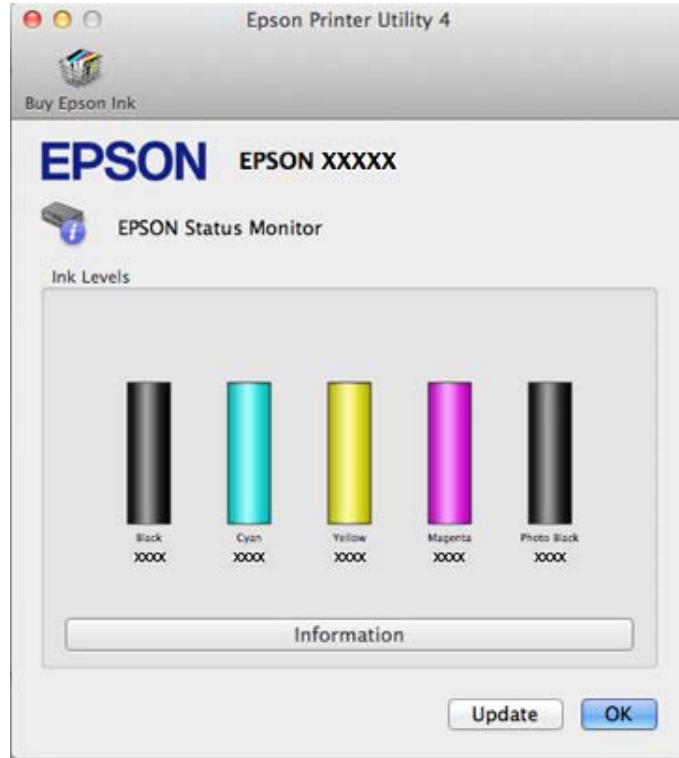 Epson Printer Utility 4
Buy Epson Ink
EPSON EPSON XXXXX
EPSON Status Monitor
Ink Levels
Black Cyan Yellow Magenta Photo Black
XXXX XXXX XXXX XXXX XXXX
Information
Update OK